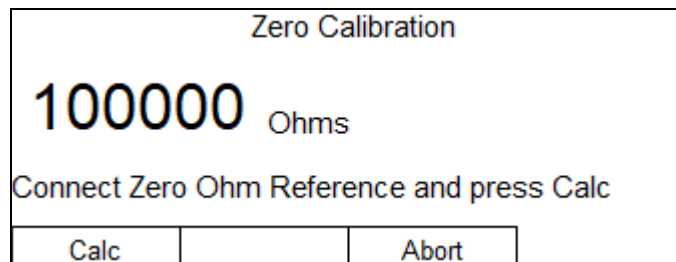 Zero Calibration
100000 Ohms
Connect Zero Ohm Reference and press Calc
Calc Abort